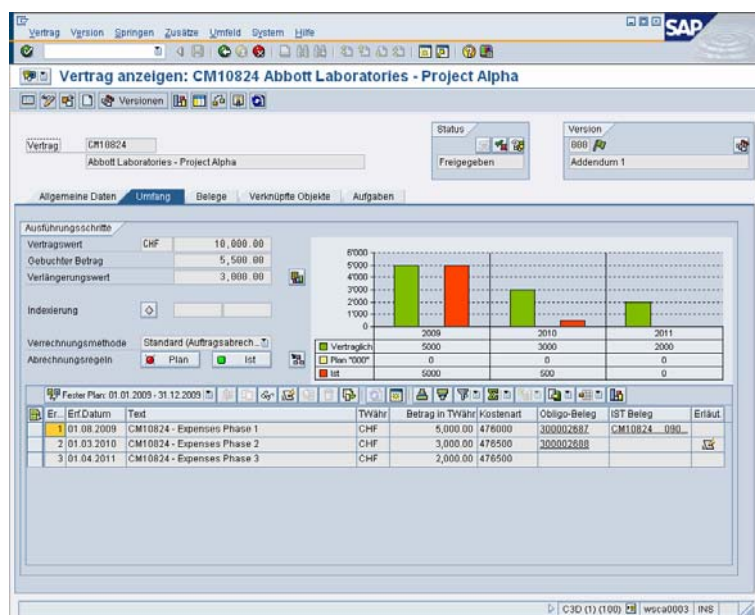 Vertrag Version Springen Zusätze Umfeld System Hilfe
SAP
Vertrag anzeigen: CM10824 Abbott Laboratories - Project Alpha
Versionen
Vertrag CM10824
Abbott Laboratories - Project Alpha
Status
Freigegeben
Version
000
Addendum 1
Allgemeine Daten Umfang Belege Verknüpfte Objekte Aufgaben
Ausführungsschritte
Vertragswert CHF 10,000.00
Gebuchter Betrag 5,500.00
Verlängerungswert 3,000.00
Indexierung
Verrechnungsmethode Standard (Auftragsabrech...
Abrechnungsregeln Plan Ist
6'000
5'000
4'000
3'000
2'000
1'000
0
2009 2010 2011
Vertraglich 5000 3000 2000
Plan "000" 0 0 0
Ist 5000 500 0
Fester Plan: 01.01.2009 - 31.12.2009
Er... Erf.Datum Text TWähr Betrag in TWähr Kostenart Obligo-Beleg IST Beleg Erläut
1 01.08.2009 CM10824 - Expenses Phase 1 CHF 5,000.00 476000 300002687 CM10824 090...
2 01.03.2010 CM10824 - Expenses Phase 2 CHF 3,000.00 476500 300002688
3 01.04.2011 CM10824 - Expenses Phase 3 CHF 2,000.00 476500
C3D (1) (100) wsca0003 INS